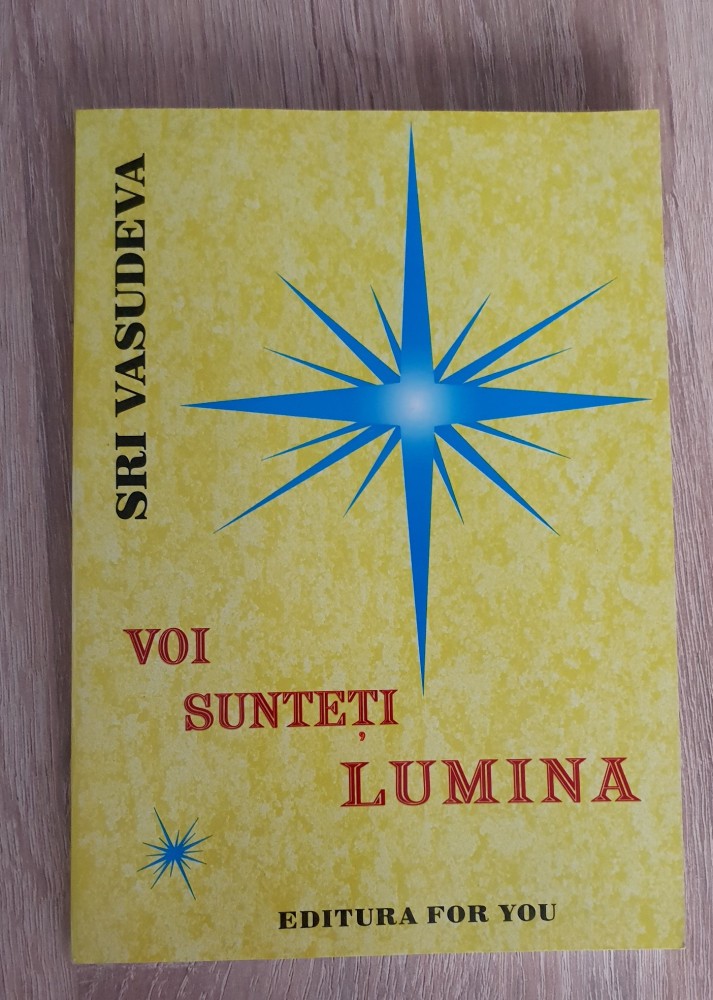 SRI VASUDEVA
VOI
SUNTEȚI
LUMINA
EDITURA FOR YOU